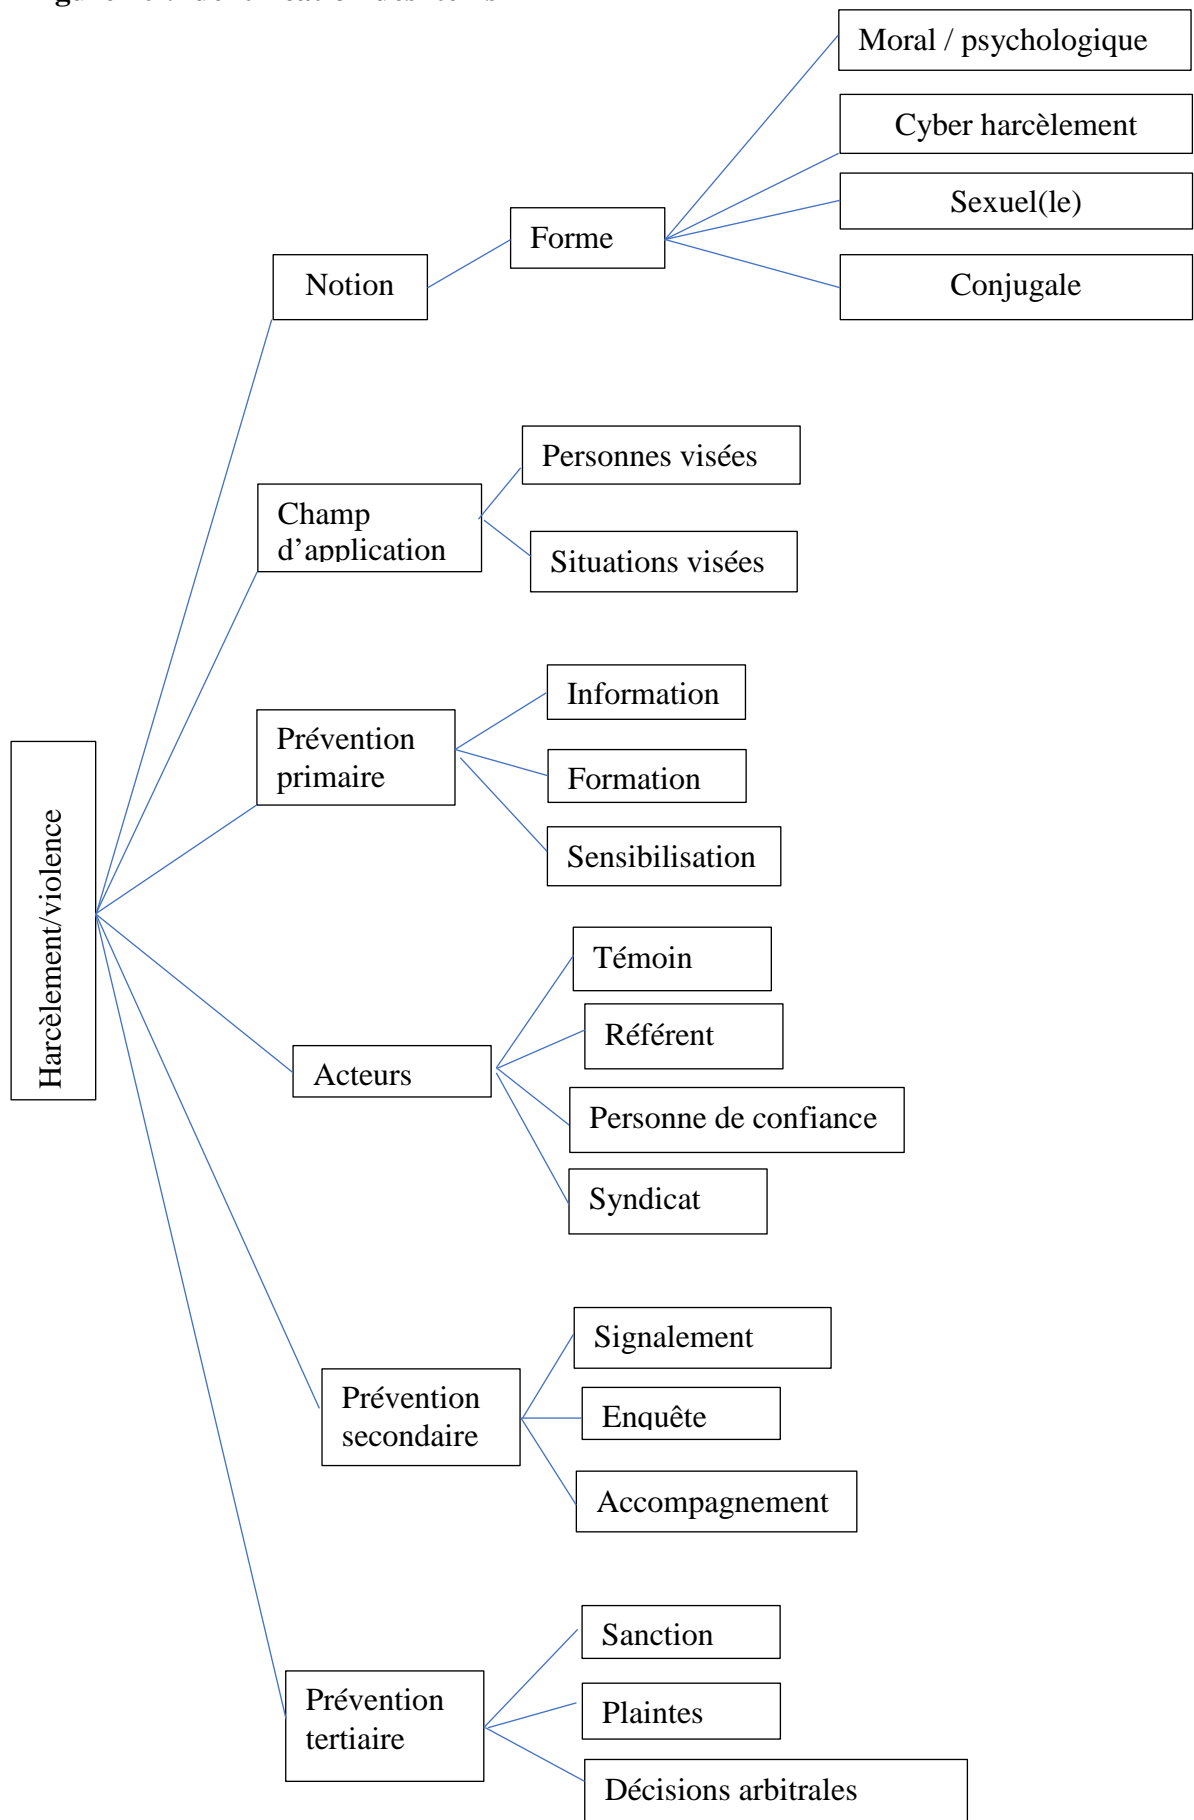 Moral / psychologique
Cyber harcèlement
Sexuel(le)
Forme
Notion
Conjugale
Personnes visées
Champ
d’application
Situations visées
Information
Prévention
primaire
Formation
Sensibilisation
Harcèlement/violence
Témoin
Référent
Acteurs
Personne de confiance
Syndicat
Signalement
Prévention
secondaire
Enquête
Accompagnement
Sanction
Prévention
tertiaire
Plaintes
Décisions arbitrales